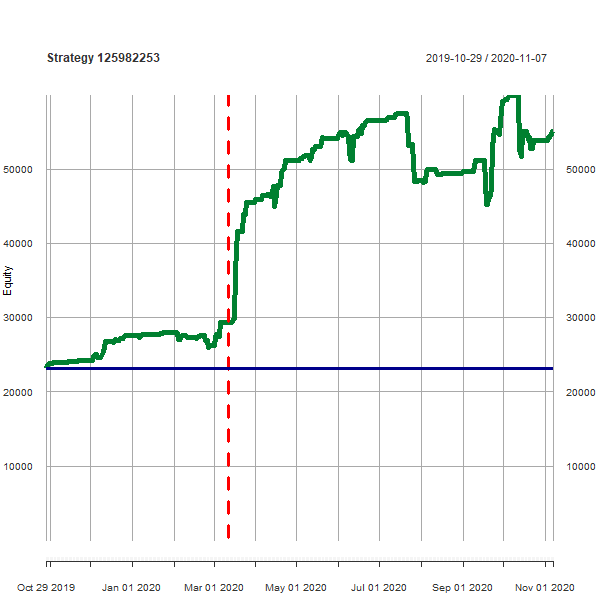 Strategy 125982253
2019-10-29 / 2020-11-07
50000
50000
40000
40000
Equity
30000
30000
20000
20000
10000
10000
Oct 29 2019
Jan 01 2020
Mar 01 2020
May 01 2020
Jul 01 2020
Sep 01 2020
Nov 01 2020